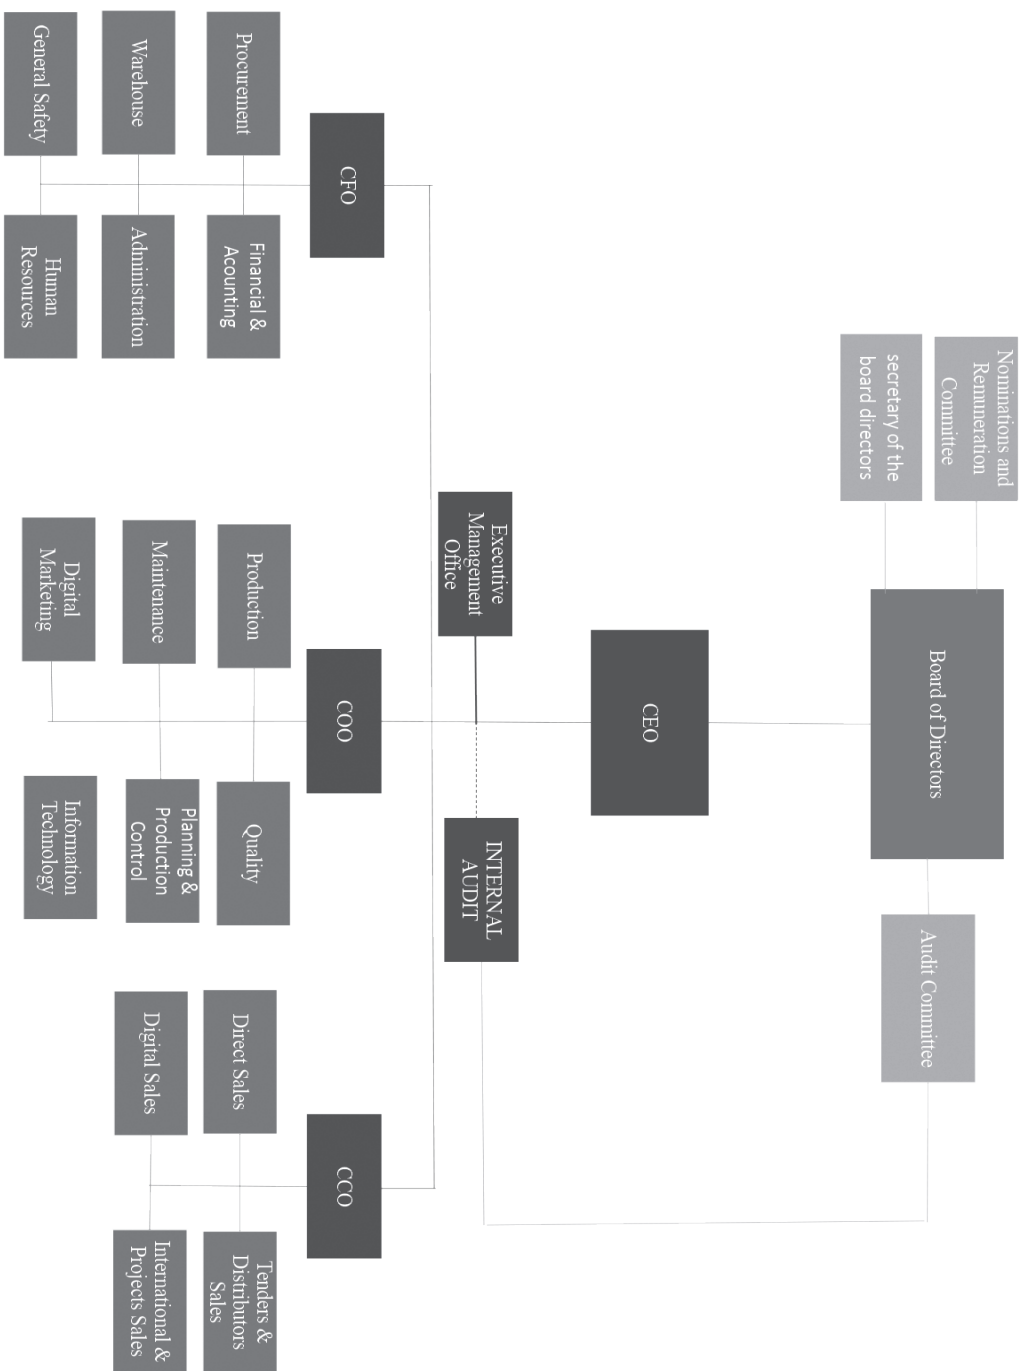 Nominations and
Remuneration
Committee
secretary of the
board directors
Board of Directors
Audit Committee
CEO
Executive
Management
Office
INTERNAL
AUDIT
CFO
Procurement
Financial &
Acounting
Warehouse
Administration
General Safety
Human
Resources
COO
Production
Quality
Maintenance
Planning &
Production
Control
Digital
Marketing
Information
Technology
CCO
Direct Sales
Tenders &
Distributors
Sales
Digital Sales
International &
Projects Sales